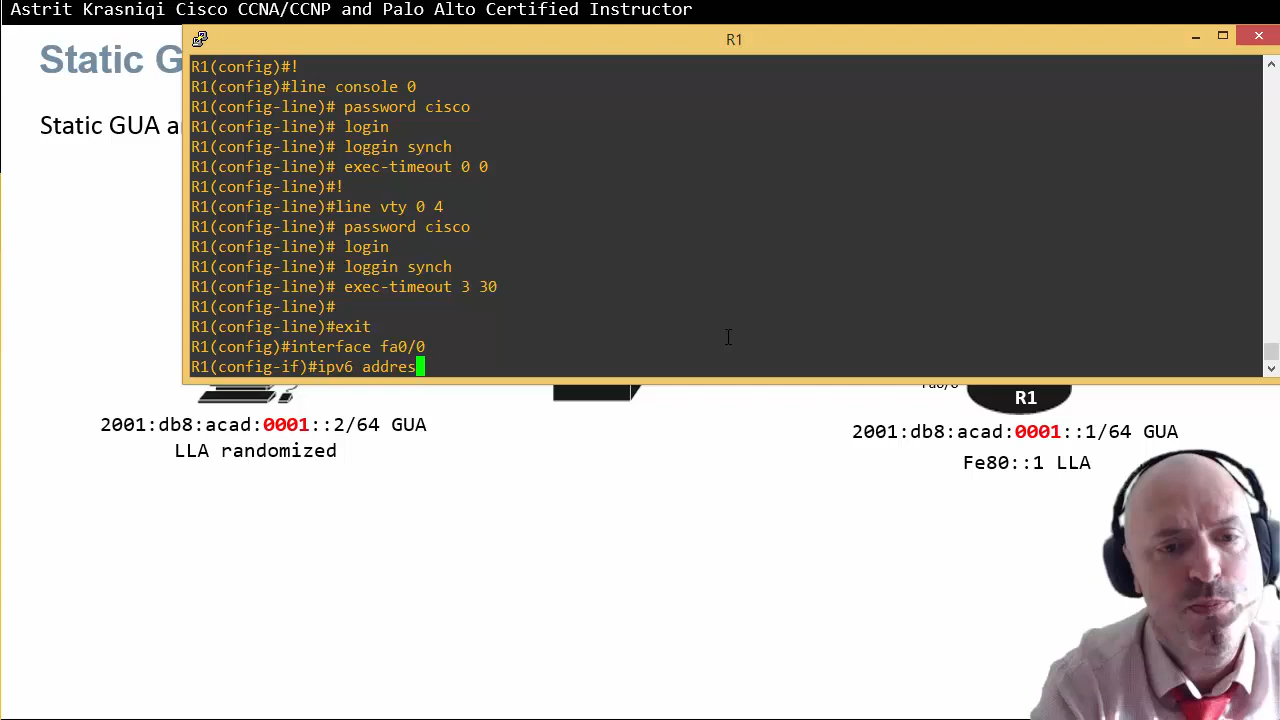 Astrit Krasniqi Cisco CCNA/CCNP and Palo Alto Certified Instructor
Static G
R1
Static GUA a
R1(config)#!
R1(config)#line console 0
R1(config-line)# password cisco
R1(config-line)# login
R1(config-line)# loggin synch
R1(config-line)# exec-timeout 0 0
R1(config-line)#!
R1(config-line)#line vty 0 4
R1(config-line)# password cisco
R1(config-line)# login
R1(config-line)# loggin synch
R1(config-line)# exec-timeout 3 30
R1(config-line)#
R1(config-line)#exit
R1(config)#interface fa0/0
R1(config-if)#ipv6 addres
fa0/0
R1
2001:db8:acad:0001::2/64 GUA
LLA randomized
2001:db8:acad:0001::1/64 GUA
Fe80::1 LLA